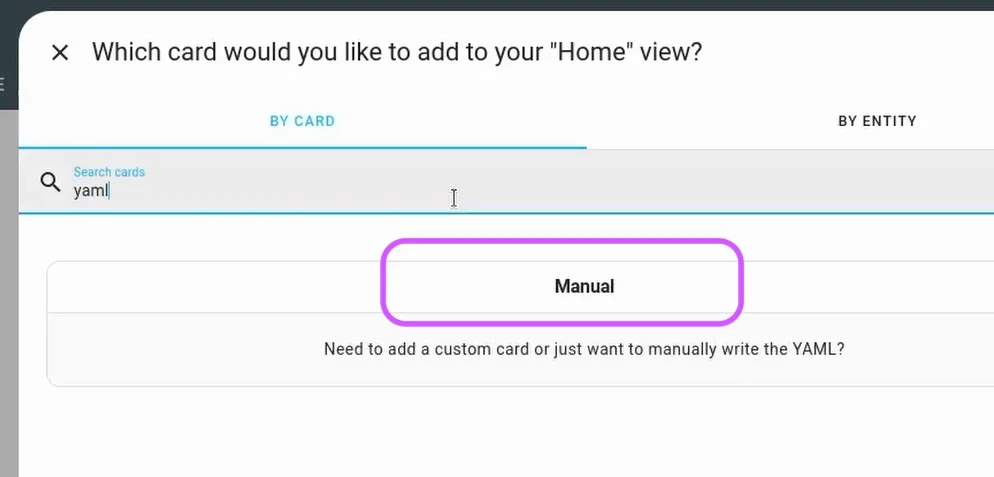 Which card would you like to add to your "Home" view?
BY CARD
BY ENTITY
Search cards
yaml
Manual
Need to add a custom card or just want to manually write the YAML?